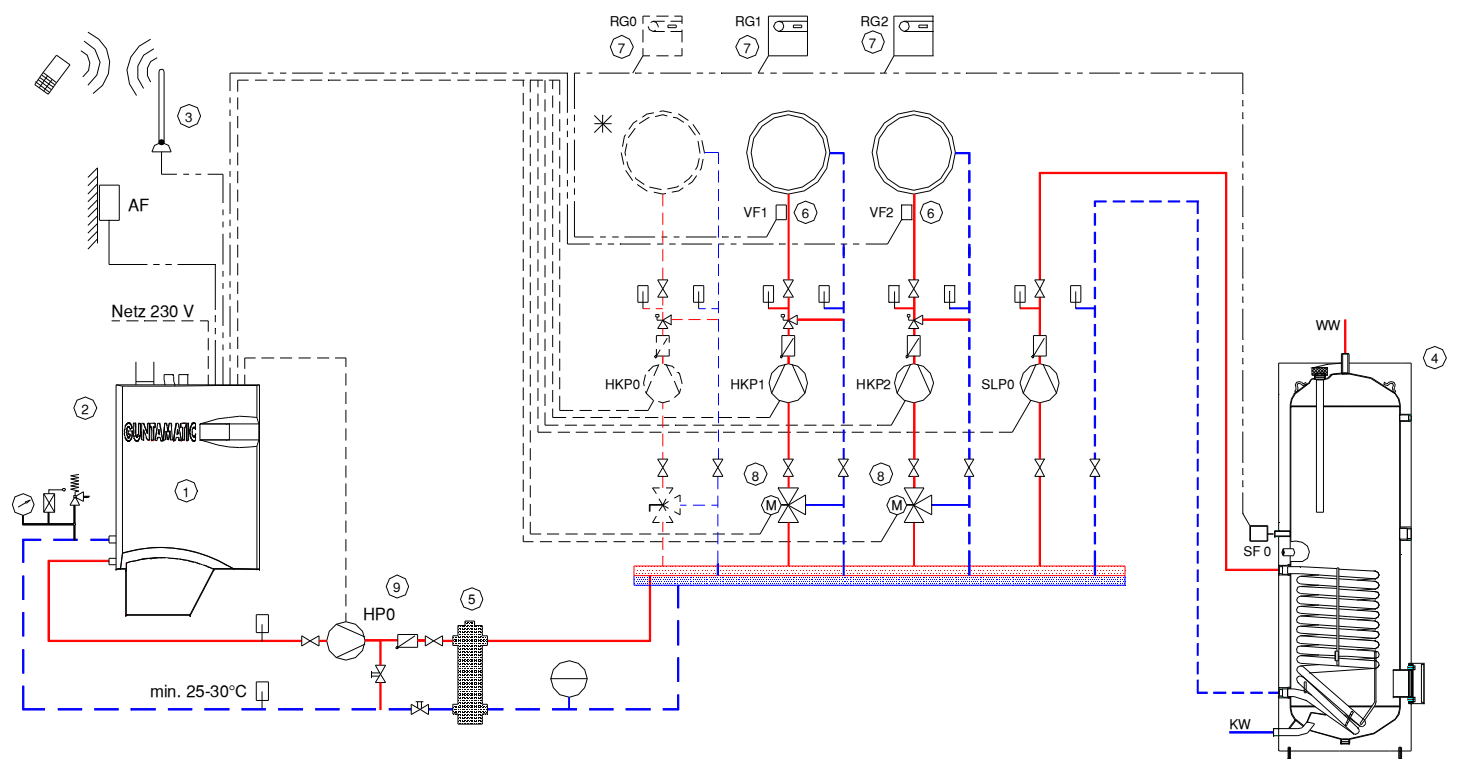 RG0
RG1
RG2
7
7
7
3
AF
VF1
6
VF2
6
Netz 230 V
WW
4
HKP0
HKP1
HKP2
SLP0
2
GUNTAMATIC
8
8
1
M
M
SF 0
9
5
HP0
min. 25-30°C
KW